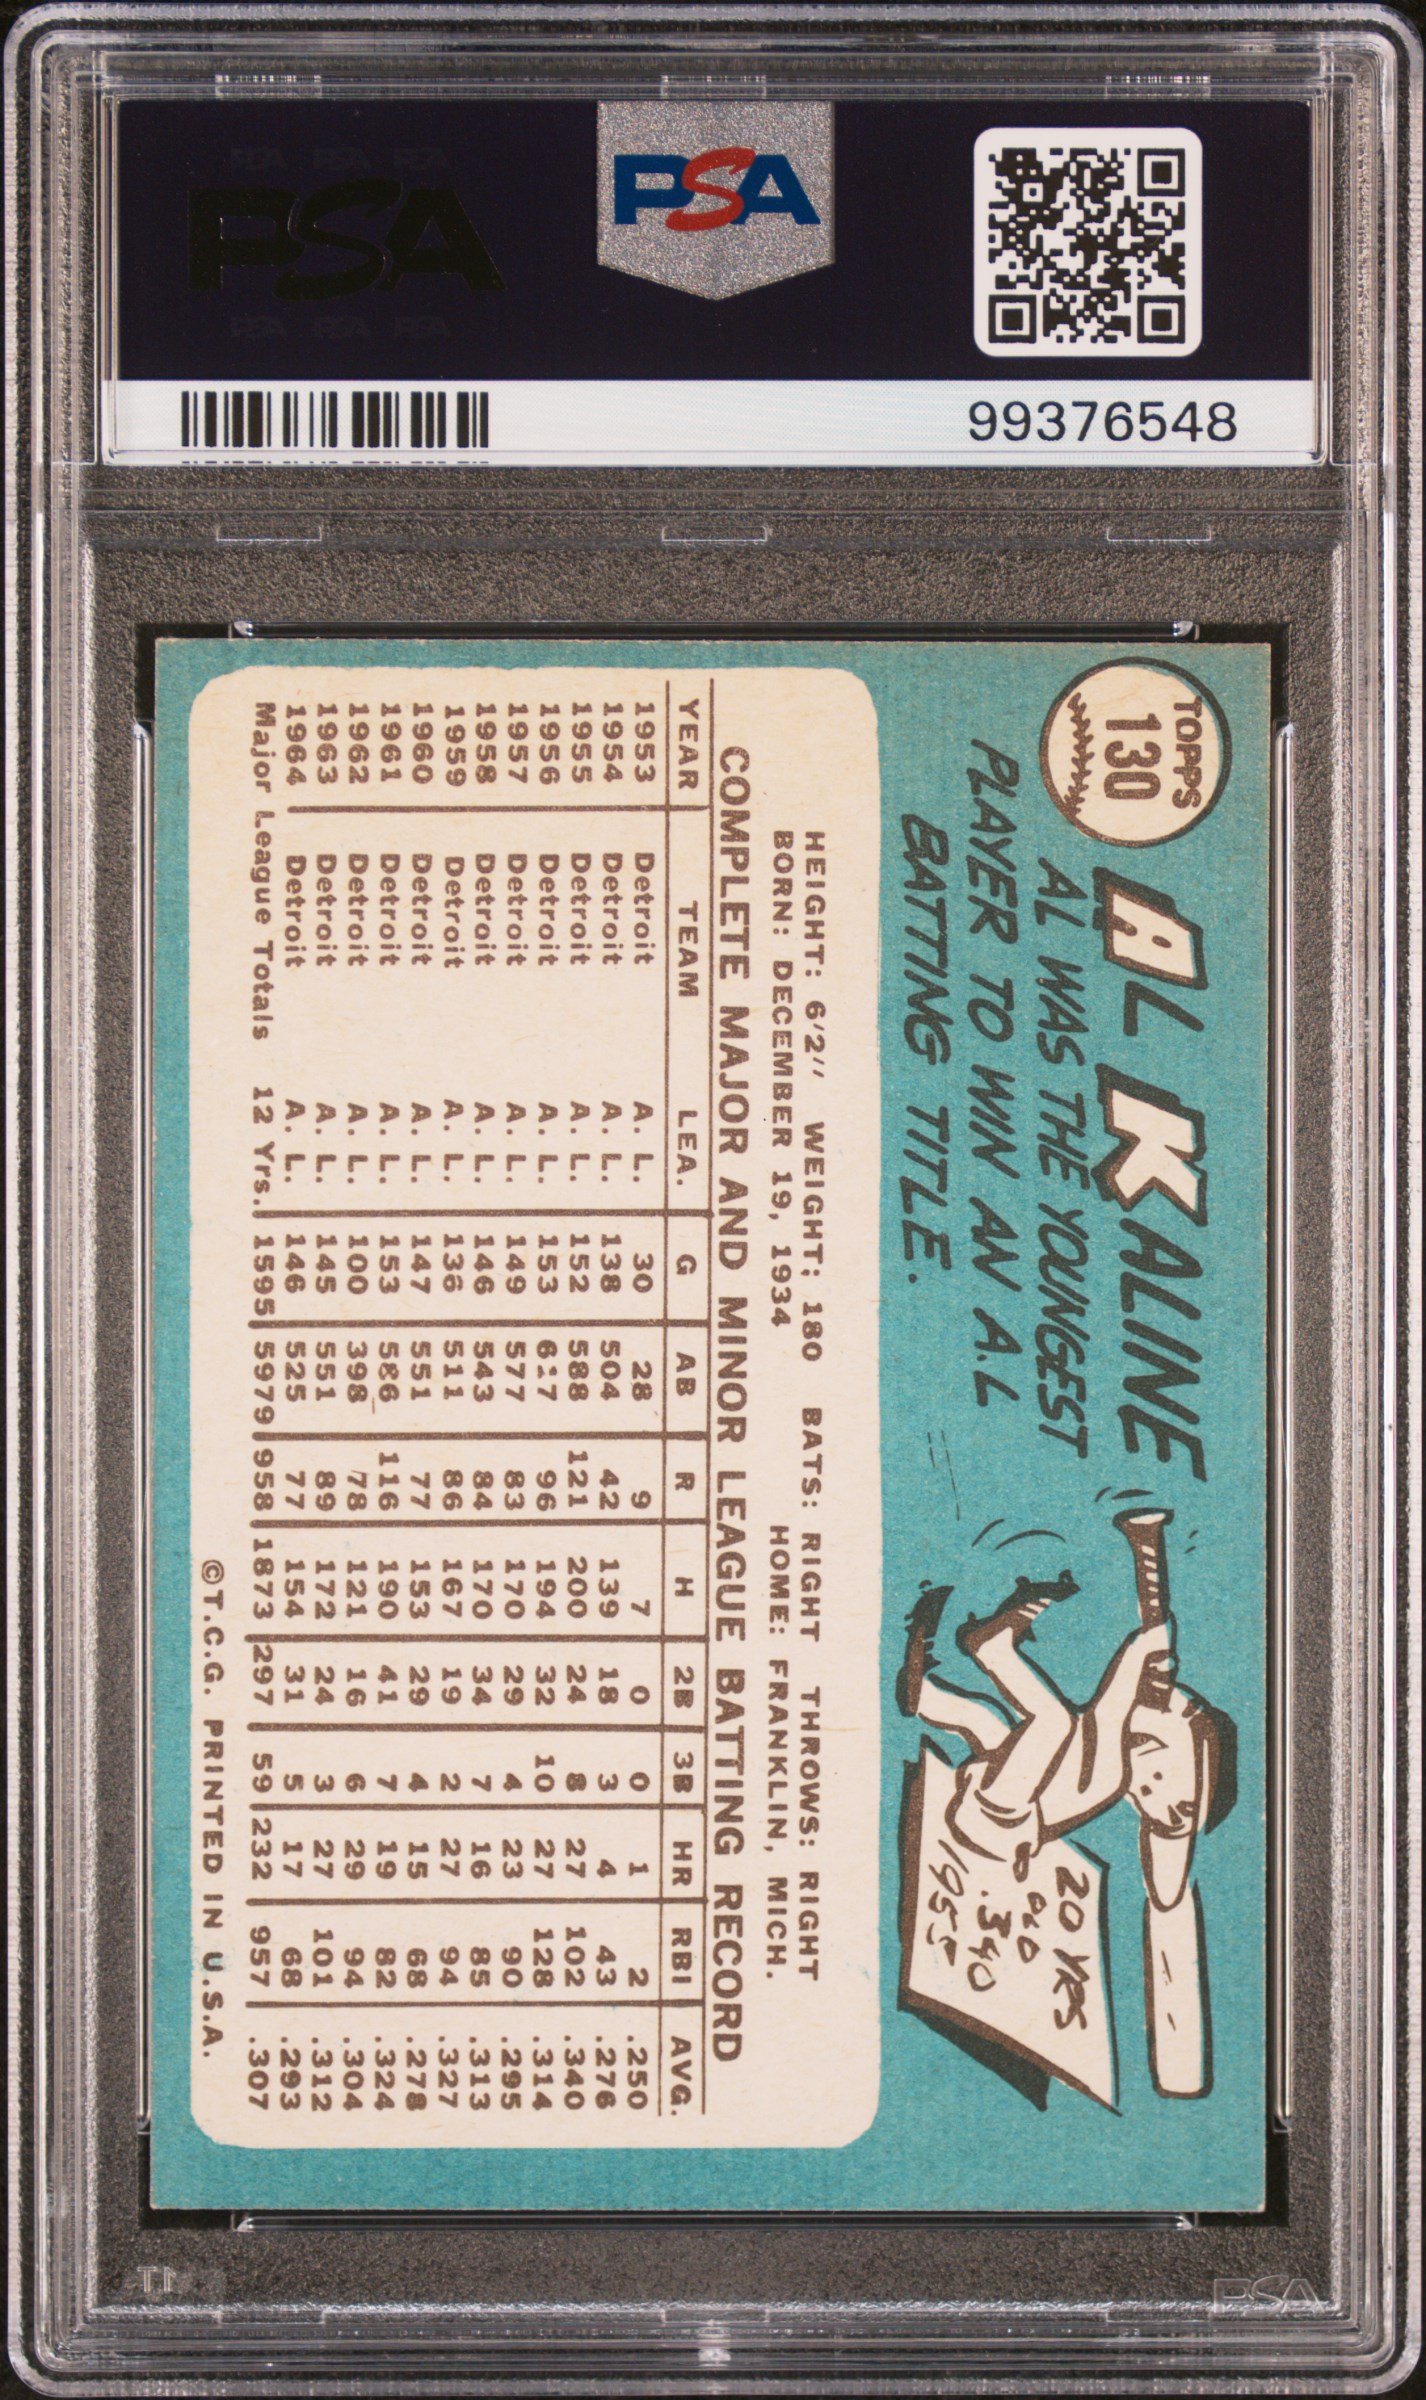 PSA PSA PSA
PSA
PSA PSA PSA
PSA
99376548
TOPPS
130
AL KALINE
AL WAS THE YOUNGEST
PLAYER TO WIN AN A.L
BATTING TITLE.
20 YRS
OLD
.340
1955
HEIGHT: 6'2" WEIGHT: 180 BATS: RIGHT THROWS: RIGHT
BORN: DECEMBER 19, 1934 HOME: FRANKLIN, MICH.
COMPLETE MAJOR AND MINOR LEAGUE BATTING RECORD
YEAR TEAM LEA. G AB R H 2B 3B HR RBI AVG.
1953 Detroit A. L. 30 28 9 7 0 0 1 2 .250
1954 Detroit A. L. 138 504 42 139 18 3 4 43 .276
1955 Detroit A. L. 152 588 121 200 24 8 27 102 .340
1956 Detroit A. L. 153 617 96 194 32 10 27 128 .314
1957 Detroit A. L. 149 577 83 170 29 4 23 90 .295
1958 Detroit A. L. 146 543 84 170 34 7 16 85 .313
1959 Detroit A. L. 136 511 86 167 19 2 27 94 .327
1960 Detroit A. L. 147 551 77 153 29 4 15 68 .278
1961 Detroit A. L. 153 586 116 190 41 7 19 82 .324
1962 Detroit A. L. 100 398 78 121 16 6 29 94 .304
1963 Detroit A. L. 145 551 89 172 24 3 27 101 .312
1964 Detroit A. L. 146 525 77 154 31 5 17 68 .293
Major League Totals 12 Yrs. 1595 5979 958 1873 297 59 232 957 .307
©T.C.G. PRINTED IN U.S.A.
PSA